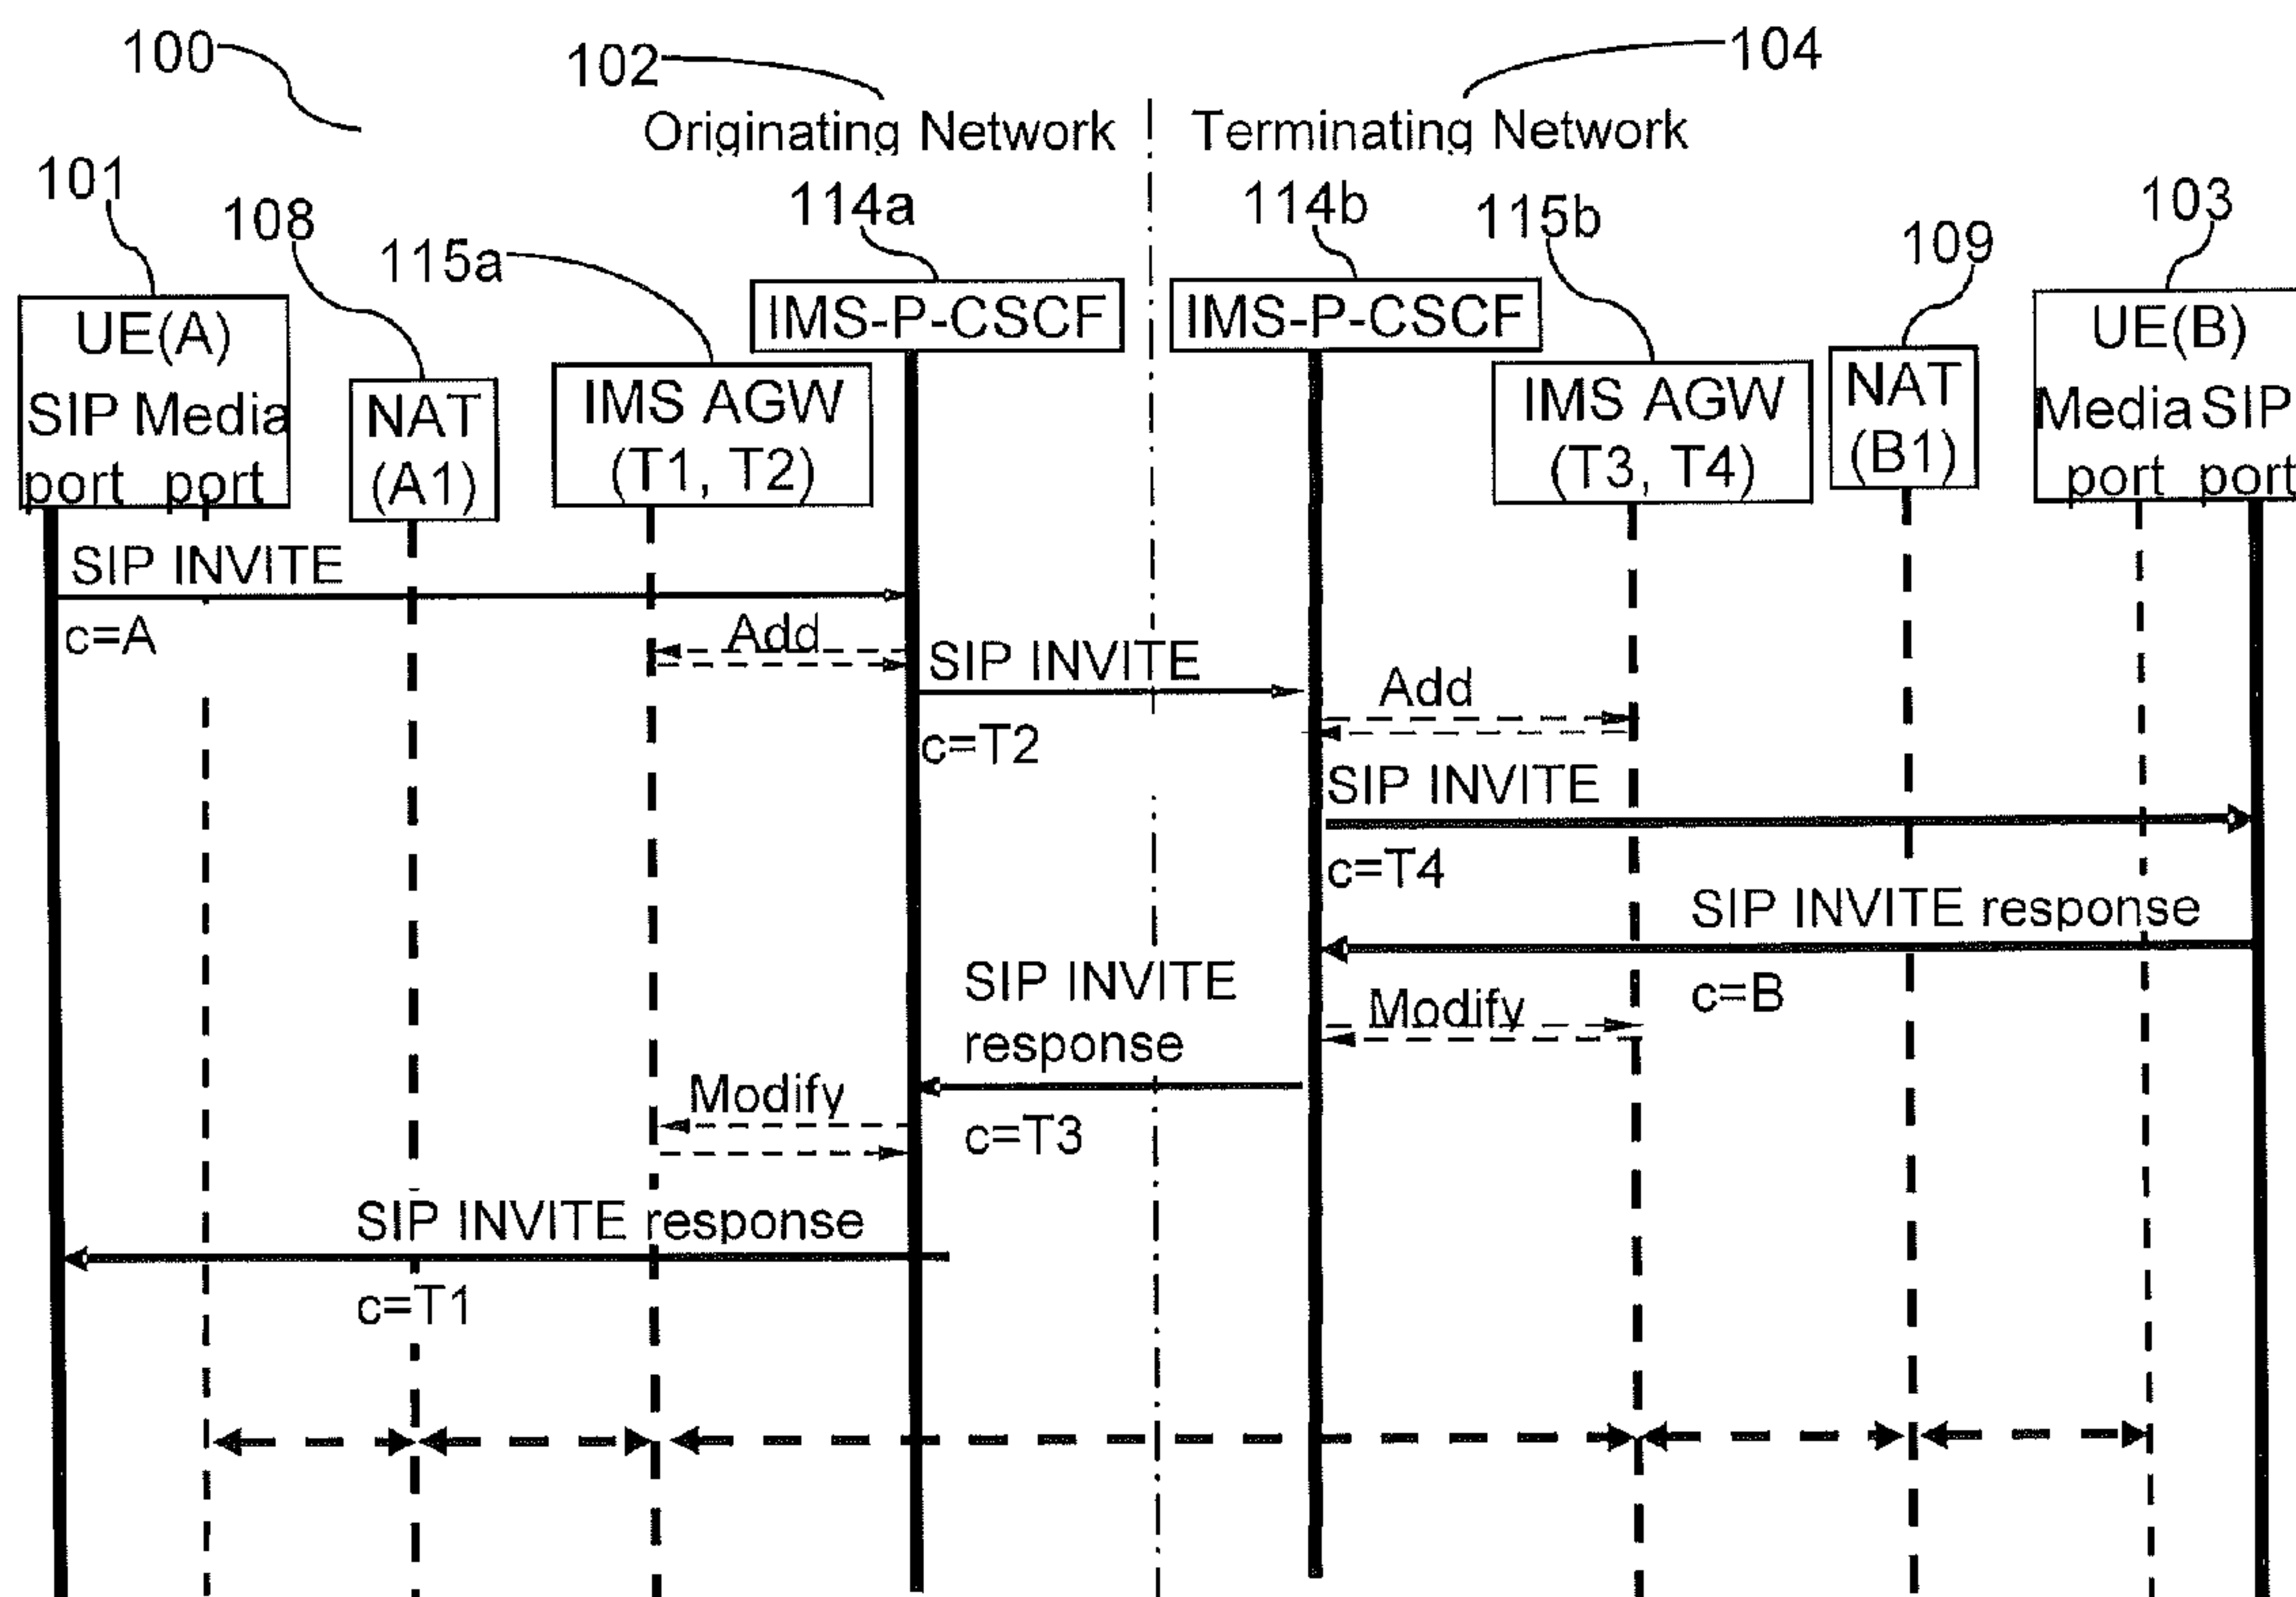 100
102
104
Originating Network
Terminating Network
101
108
115a
114a
114b
115b
109
103
UE(A)
SIP Media
port port
NAT
(A1)
IMS AGW
(T1, T2)
IMS-P-CSCF
IMS-P-CSCF
IMS AGW
(T3, T4)
NAT
(B1)
UE(B)
Media SIP
port port
SIP INVITE
c=A
Add
SIP INVITE
c=T2
Add
SIP INVITE
c=T4
SIP INVITE response
c=B
Modify
SIP INVITE
response
c=T3
Modify
SIP INVITE response
c=T1